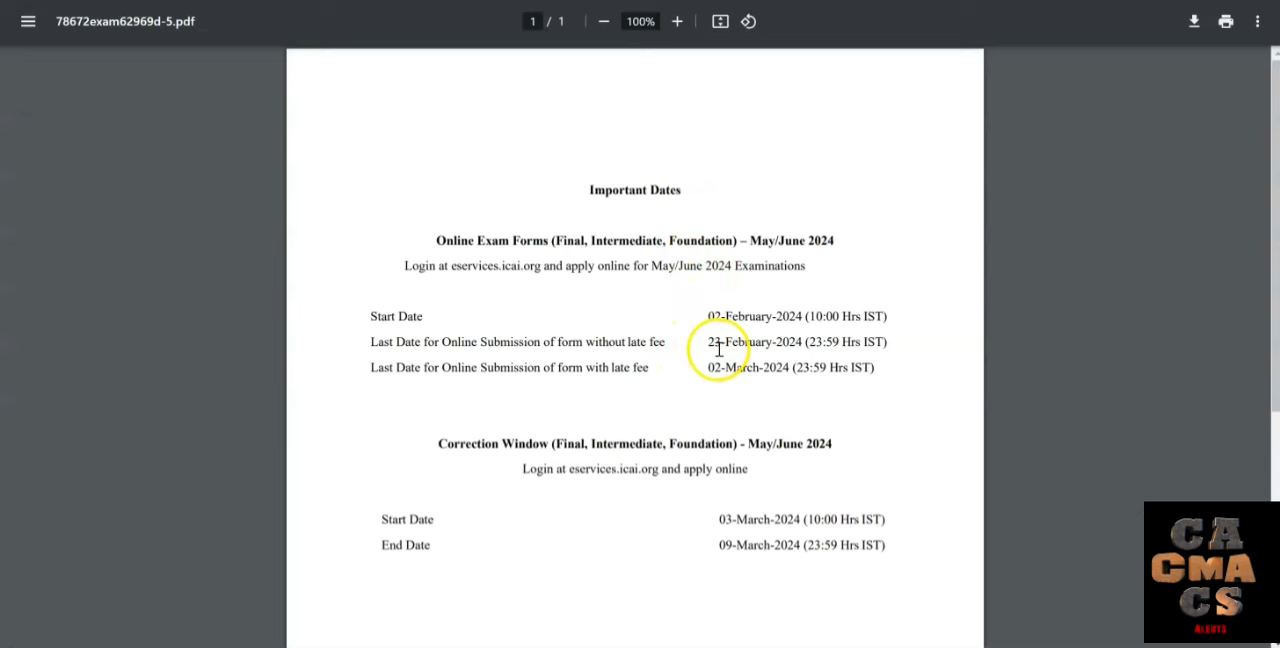 78672exam62969d-5.pdf
1 / 1
100%
Important Dates
Online Exam Forms (Final, Intermediate, Foundation) – May/June 2024
Login at eservices.icai.org and apply online for May/June 2024 Examinations
Start Date 02-February-2024 (10:00 Hrs IST)
Last Date for Online Submission of form without late fee 23-February-2024 (23:59 Hrs IST)
Last Date for Online Submission of form with late fee 02-March-2024 (23:59 Hrs IST)
Correction Window (Final, Intermediate, Foundation) - May/June 2024
Login at eservices.icai.org and apply online
Start Date 03-March-2024 (10:00 Hrs IST)
End Date 09-March-2024 (23:59 Hrs IST)
CA
CMA
CS
ALERTS